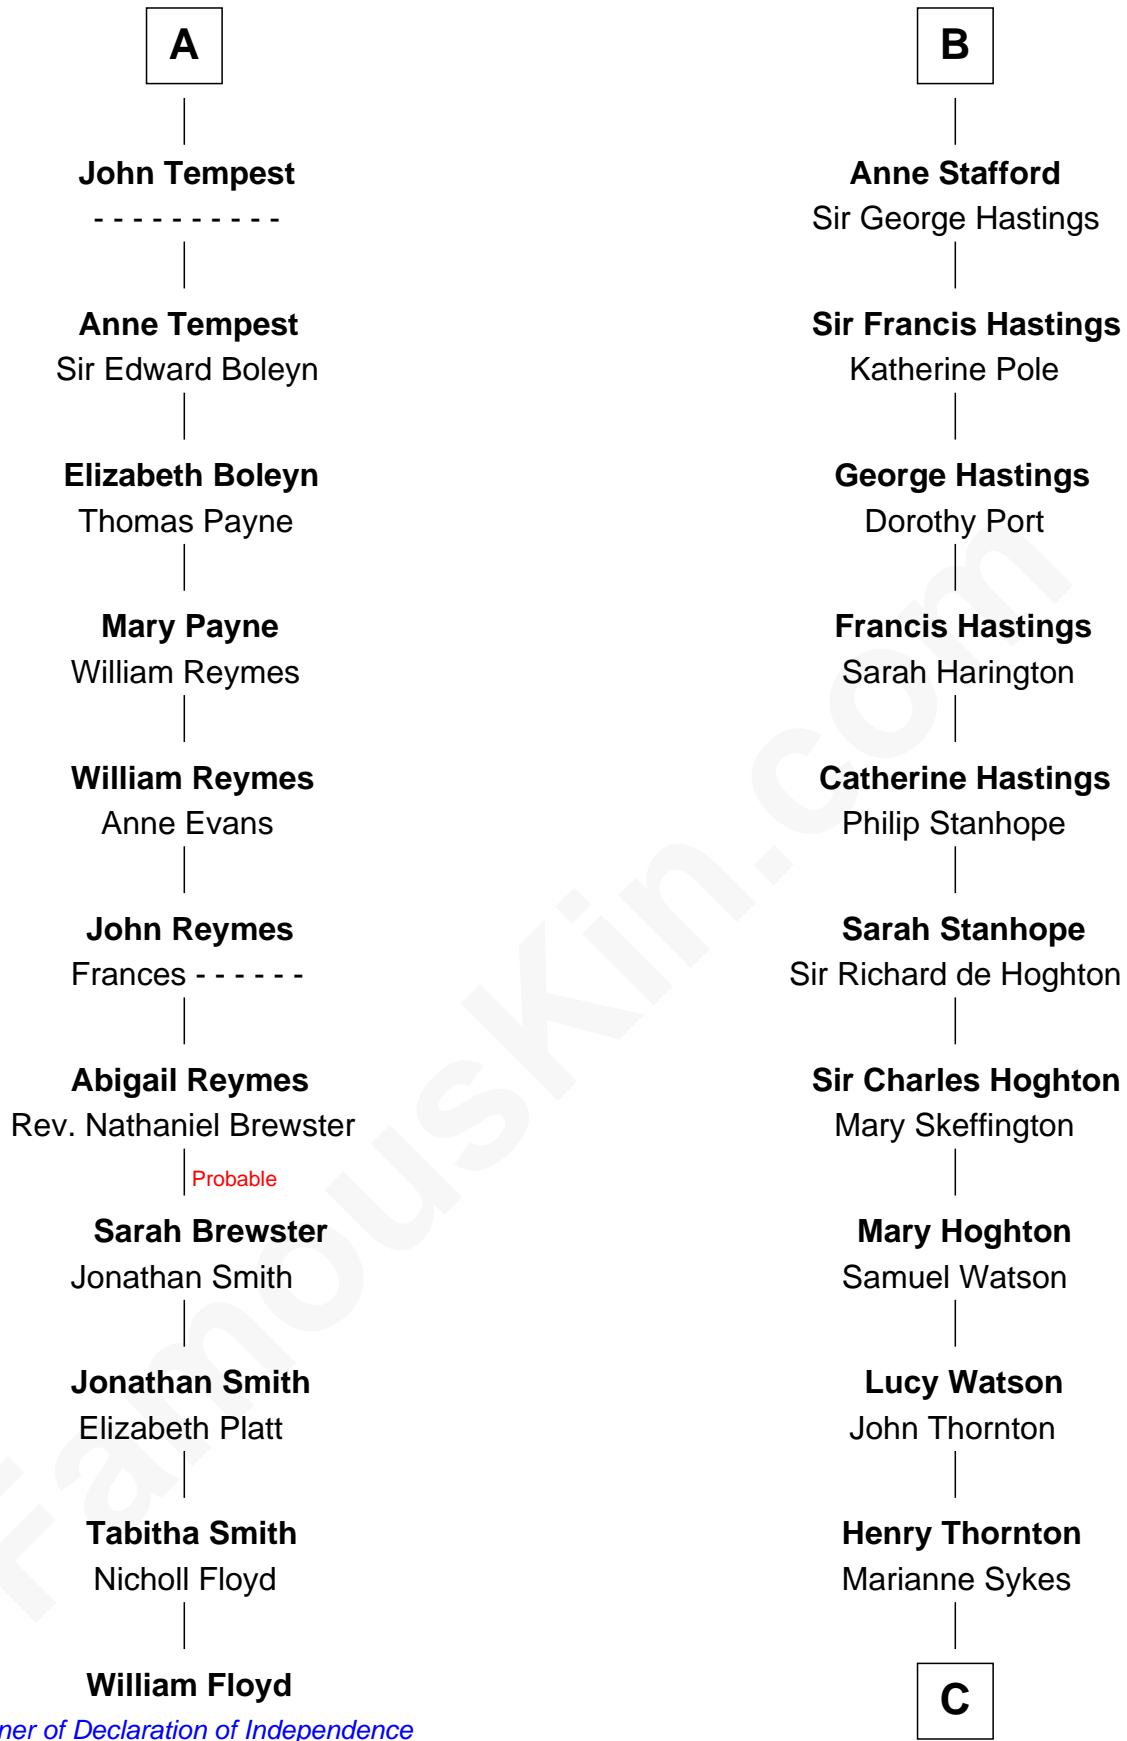 A
John Tempest
- - - - - - - - - -
Anne Tempest
Sir Edward Boleyn
Elizabeth Boleyn
Thomas Payne
Mary Payne
William Reymes
William Reymes
Anne Evans
John Reymes
Frances - - - - - -
Abigail Reymes
Rev. Nathaniel Brewster
Probable
Sarah Brewster
Jonathan Smith
Jonathan Smith
Elizabeth Platt
Tabitha Smith
Nicholl Floyd
William Floyd
ner of Declaration of Independence
B
Anne Stafford
Sir George Hastings
Sir Francis Hastings
Katherine Pole
George Hastings
Dorothy Port
Francis Hastings
Sarah Harington
Catherine Hastings
Philip Stanhope
Sarah Stanhope
Sir Richard de Hoghton
Sir Charles Hoghton
Mary Skeffington
Mary Hoghton
Samuel Watson
Lucy Watson
John Thornton
Henry Thornton
Marianne Sykes
C
FamousKin.com